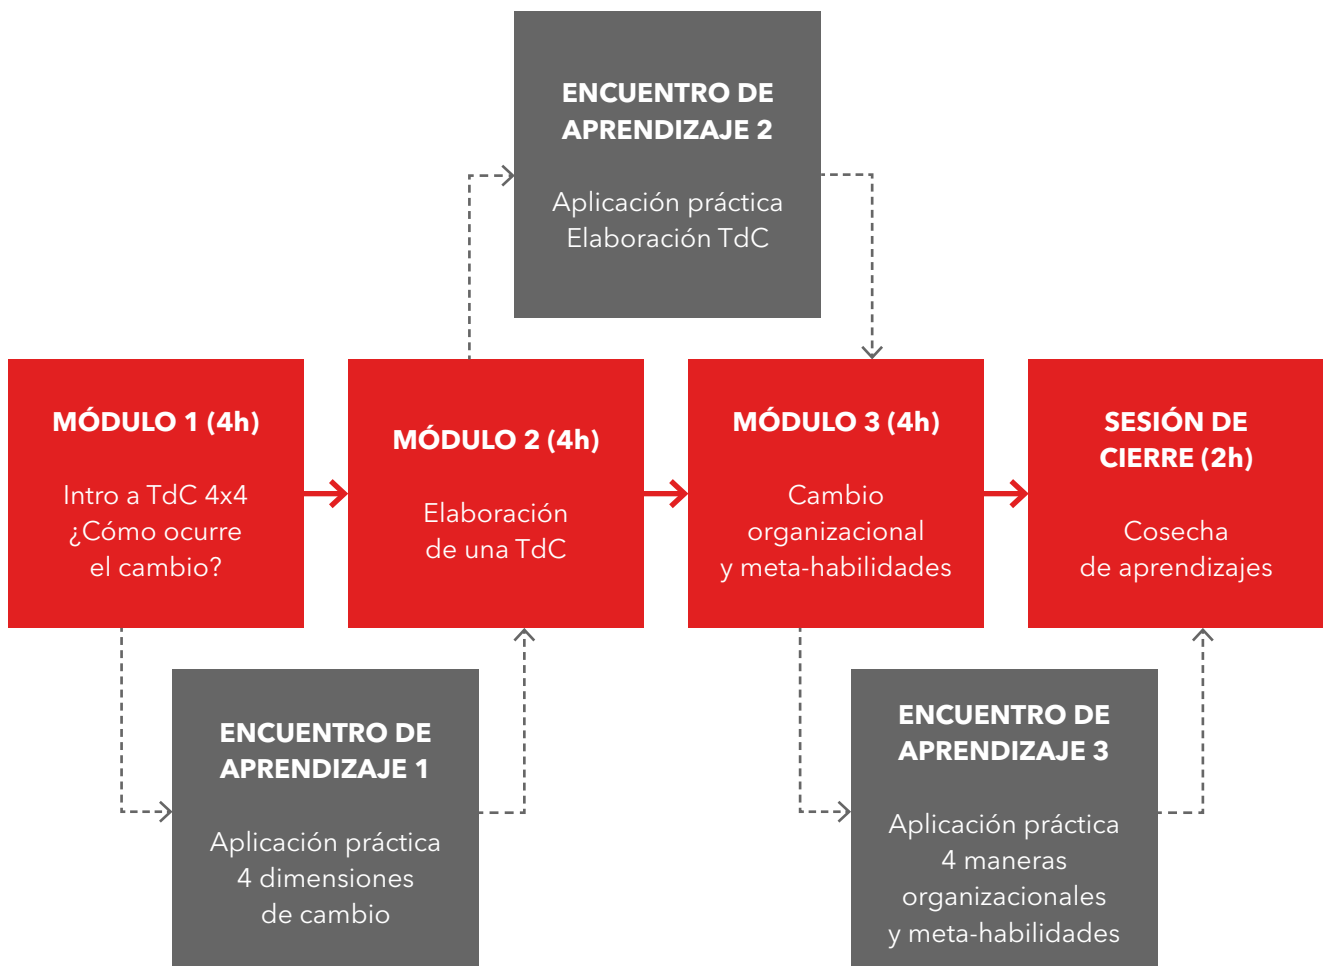 ENCUENTRO DE
APRENDIZAJE 2
Aplicación práctica
Elaboración TdC
MÓDULO 1 (4h)
Intro a TdC 4x4
¿Cómo ocurre
el cambio?
MÓDULO 2 (4h)
Elaboración
de una TdC
MÓDULO 3 (4h)
Cambio
organizacional
y meta-habilidades
SESIÓN DE
CIERRE (2h)
Cosecha
de aprendizajes
ENCUENTRO DE
APRENDIZAJE 1
Aplicación práctica
4 dimensiones
de cambio
ENCUENTRO DE
APRENDIZAJE 3
Aplicación práctica
4 maneras
organizacionales
y meta-habilidades